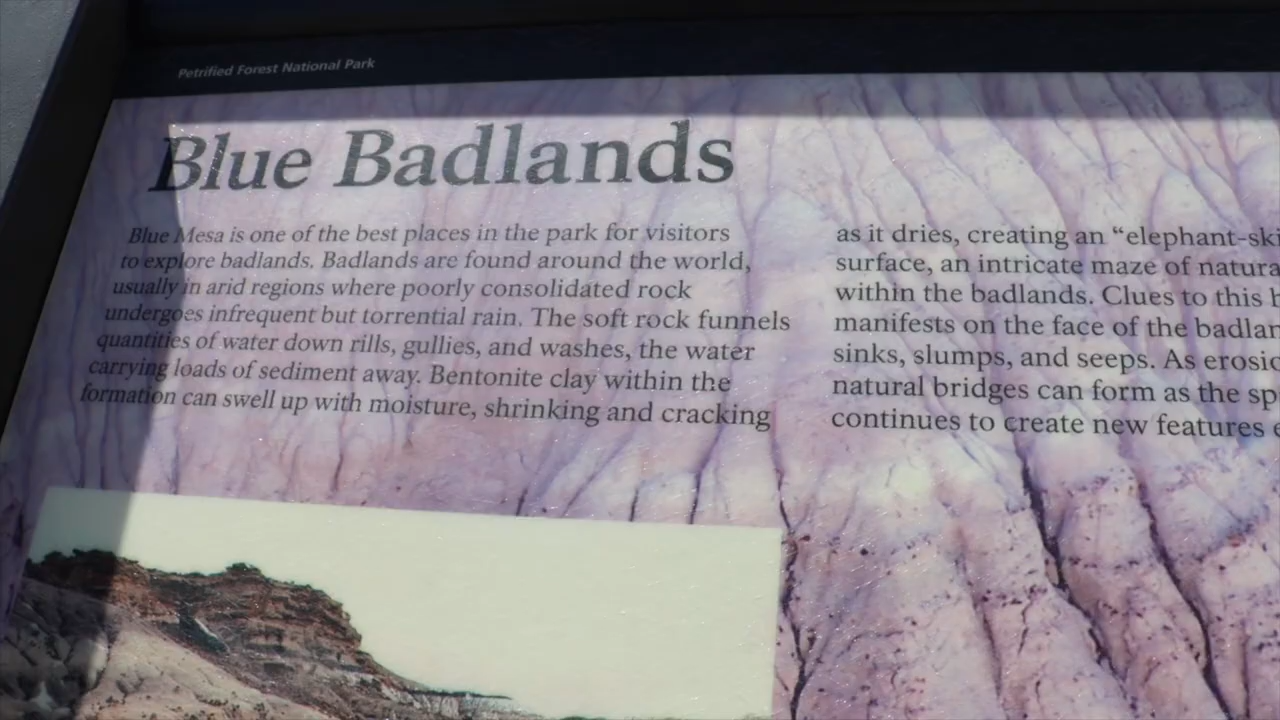 Petrified Forest National Park
Blue Badlands
Blue Mesa is one of the best places in the park for visitors
to explore badlands. Badlands are found around the world,
usually in arid regions where poorly consolidated rock
undergoes infrequent but torrential rain. The soft rock funnels
quantities of water down rills, gullies, and washes, the water
carrying loads of sediment away. Bentonite clay within the
formation can swell up with moisture, shrinking and cracking
as it dries, creating an “elephant-ski
surface, an intricate maze of natura
within the badlands. Clues to this
manifests on the face of the badlan
sinks, slumps, and seeps. As erosio
natural bridges can form as the sp
continues to create new features